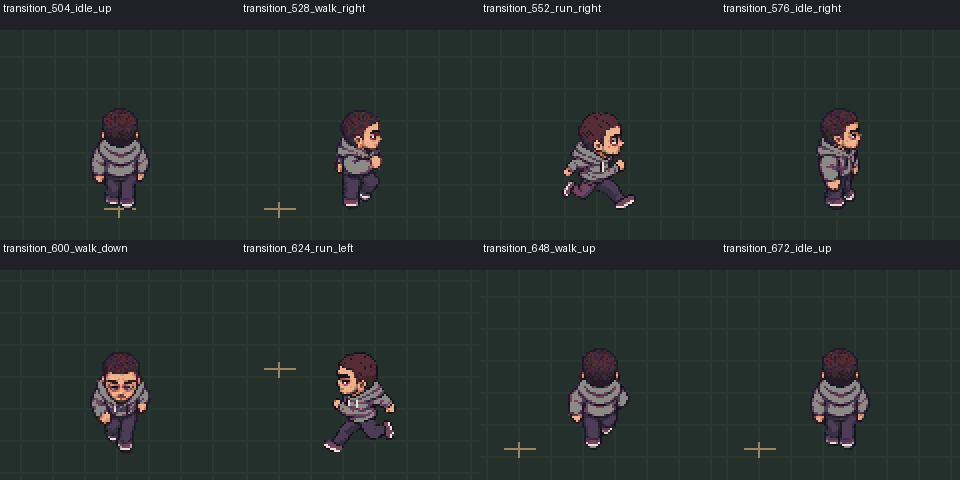 transition_504_idle_up
transition_528_walk_right
transition_552_run_right
transition_576_idle_right
transition_600_walk_down
transition_624_run_left
transition_648_walk_up
transition_672_idle_up